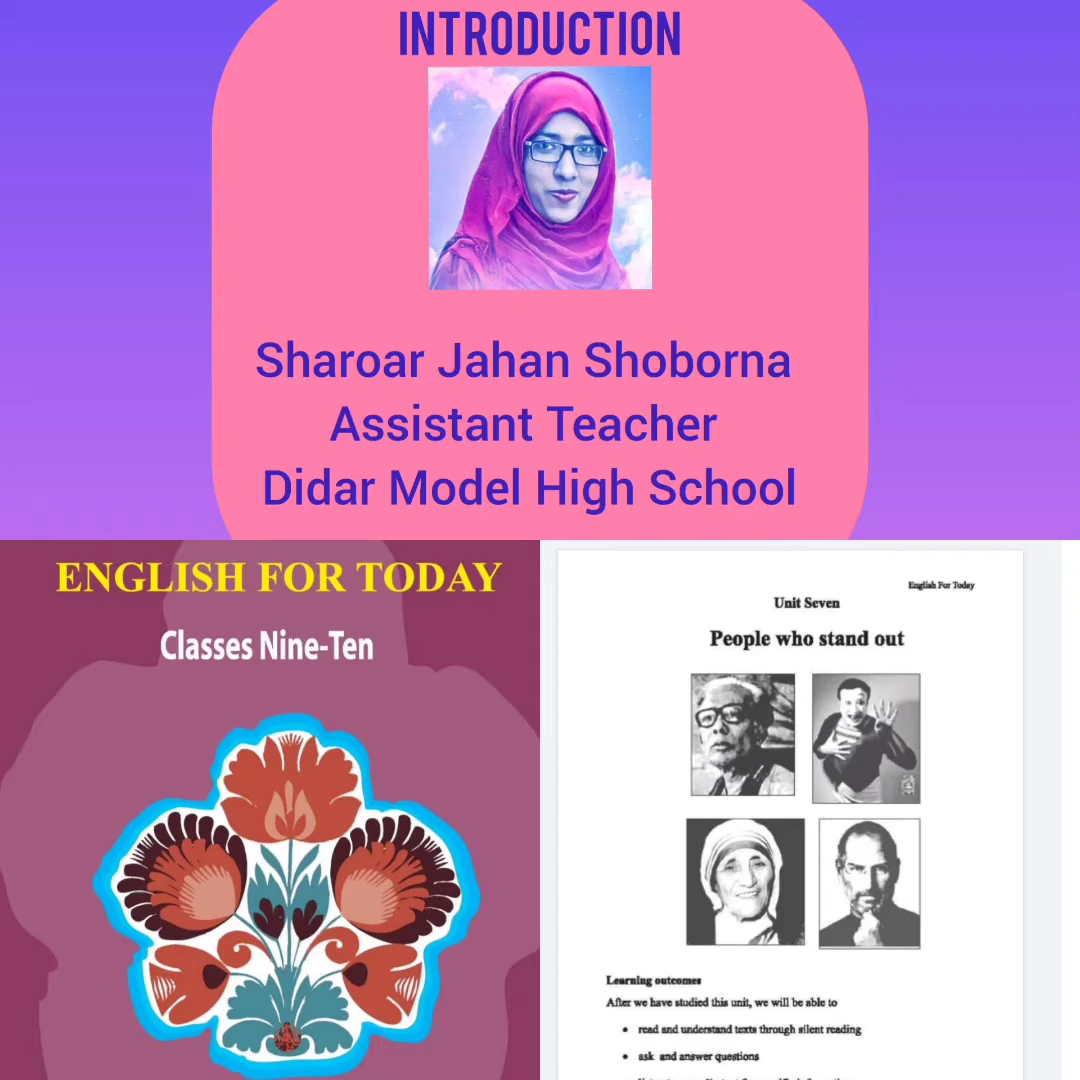 INTRODUCTION
Sharoar Jahan Shoborna
Assistant Teacher
Didar Model High School
ENGLISH FOR TODAY
Classes Nine-Ten
English For Today
Unit Seven
People who stand out
Learning outcomes
After we have studied this unit, we will be able to
• read and understand texts through silent reading
• ask and answer questions